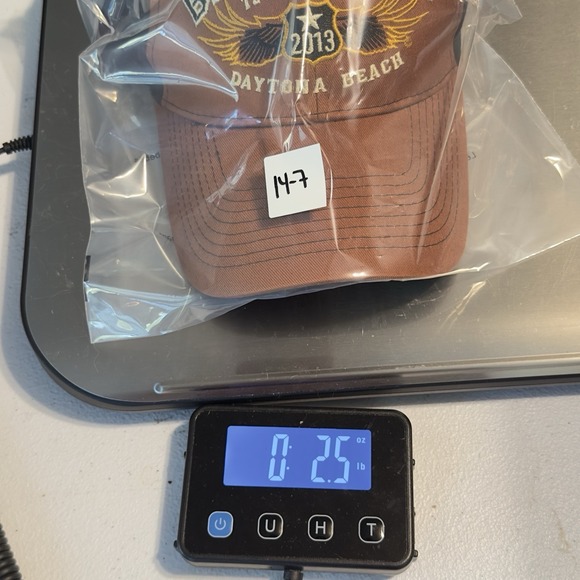 2013
DAYTONA BEACH
14-7
0: 2.5 oz
lb
U H T